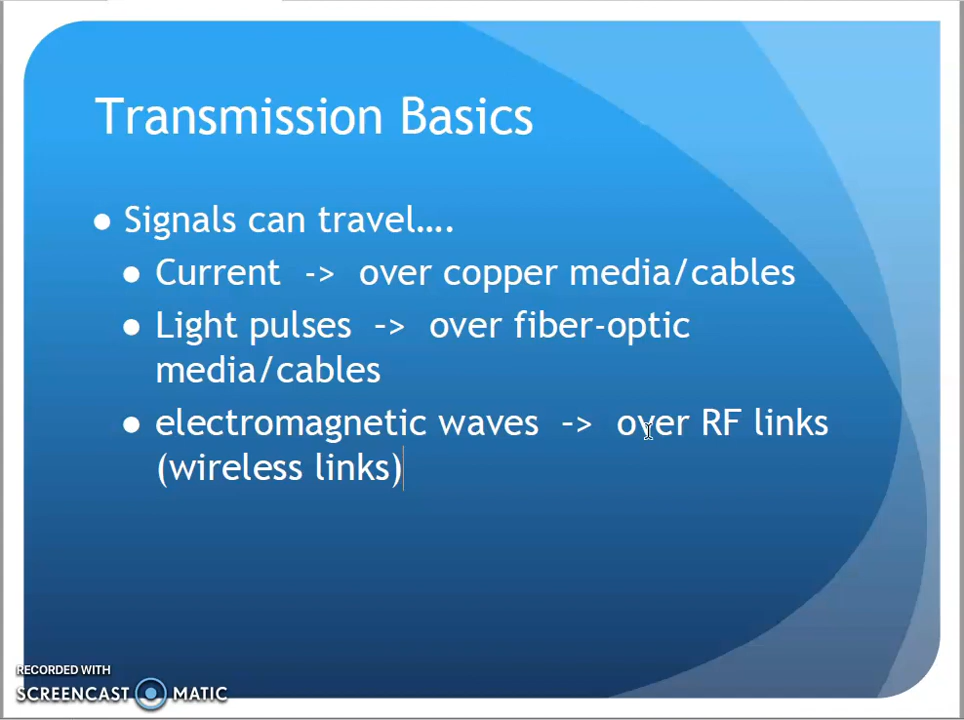 Transmission Basics
● Signals can travel….
● Current -> over copper media/cables
● Light pulses –> over fiber-optic
media/cables
● electromagnetic waves –> over RF links
(wireless links)
RECORDED WITH
SCREENCAST MATIC